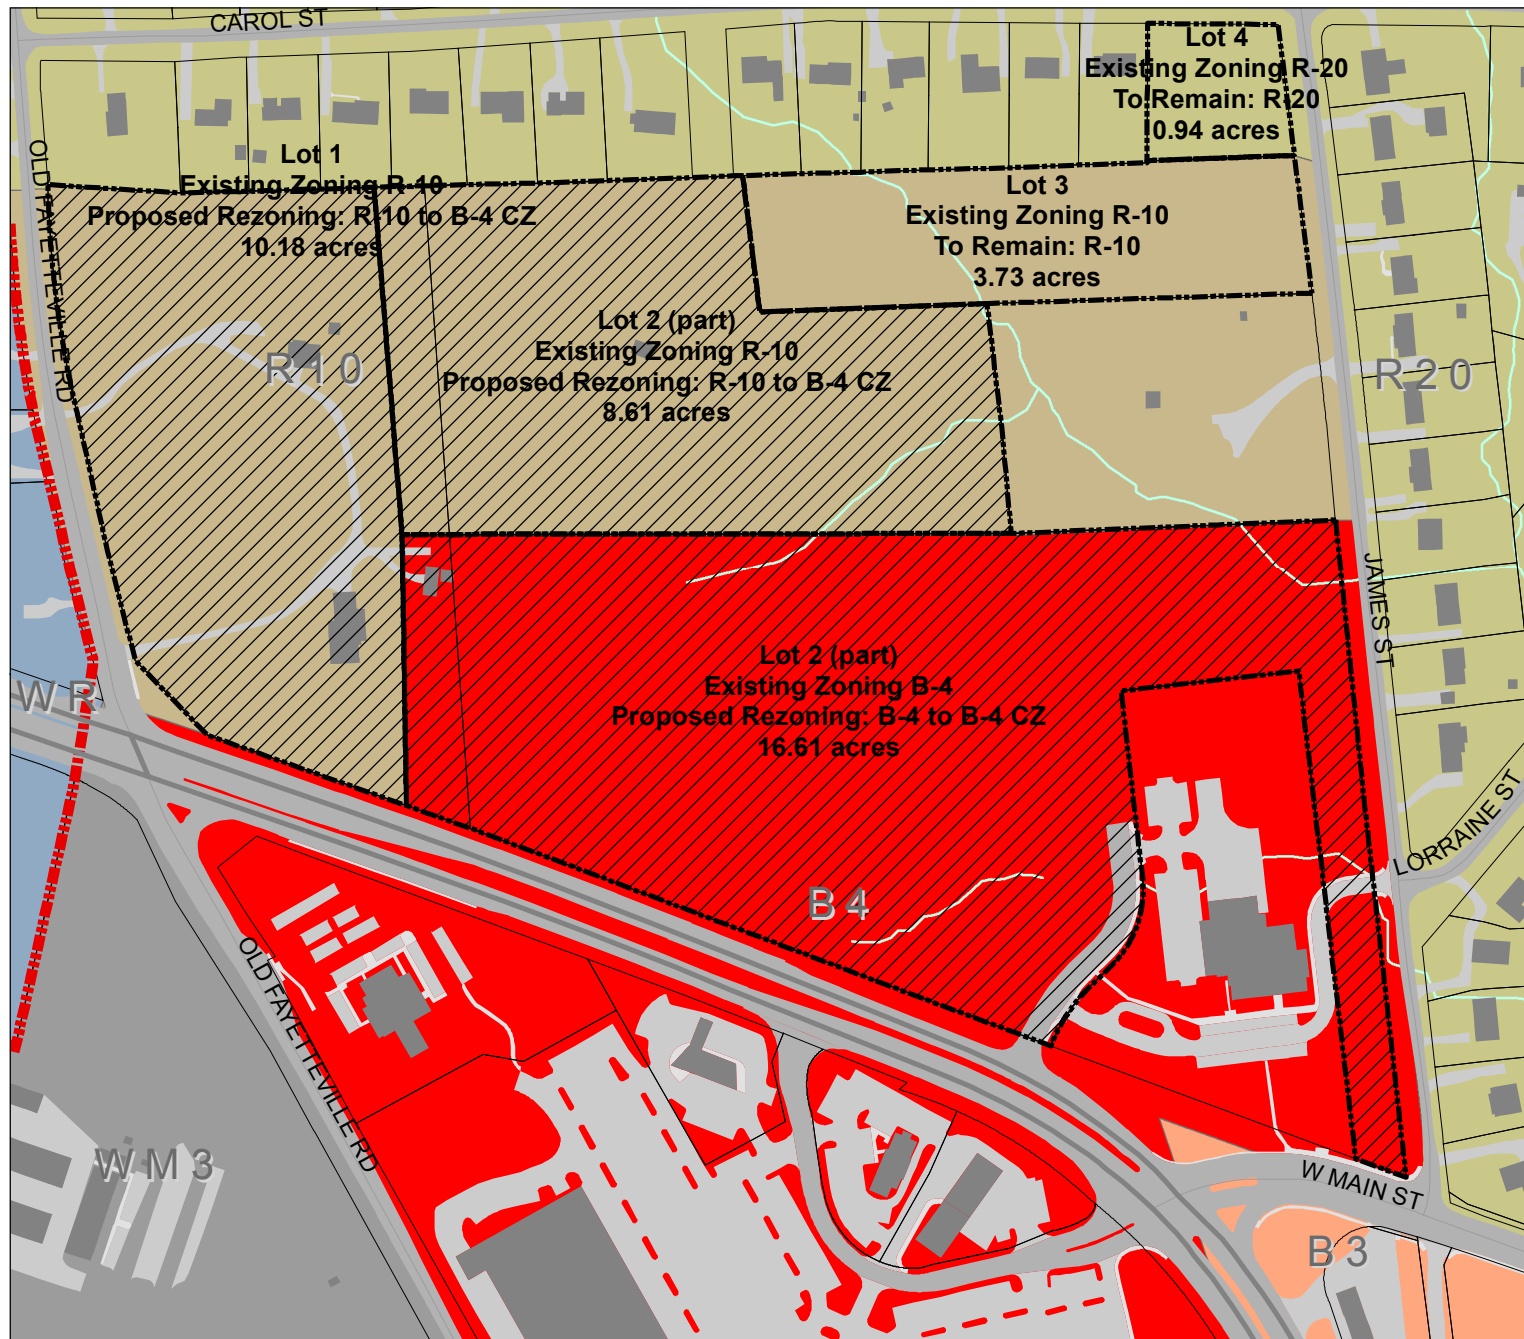 CAROL ST
Lot 4
Existing Zoning R-20
To Remain: R-20
0.94 acres
OLD FAYETTEVILLE RD
Lot 1
Existing Zoning R-10
Proposed Rezoning: R-10 to B-4 CZ
10.18 acres
Lot 3
Existing Zoning R-10
To Remain: R-10
3.73 acres
Lot 2 (part)
Existing Zoning R-10
Proposed Rezoning: R-10 to B-4 CZ
8.61 acres
R 1 0
R 2 0
JAMES ST
Lot 2 (part)
Existing Zoning B-4
Proposed Rezoning: B-4 to B-4 CZ
16.61 acres
W R
LORRAINE ST
B 4
OLD FAYETTEVILLE RD
W M 3
W MAIN ST
B 3